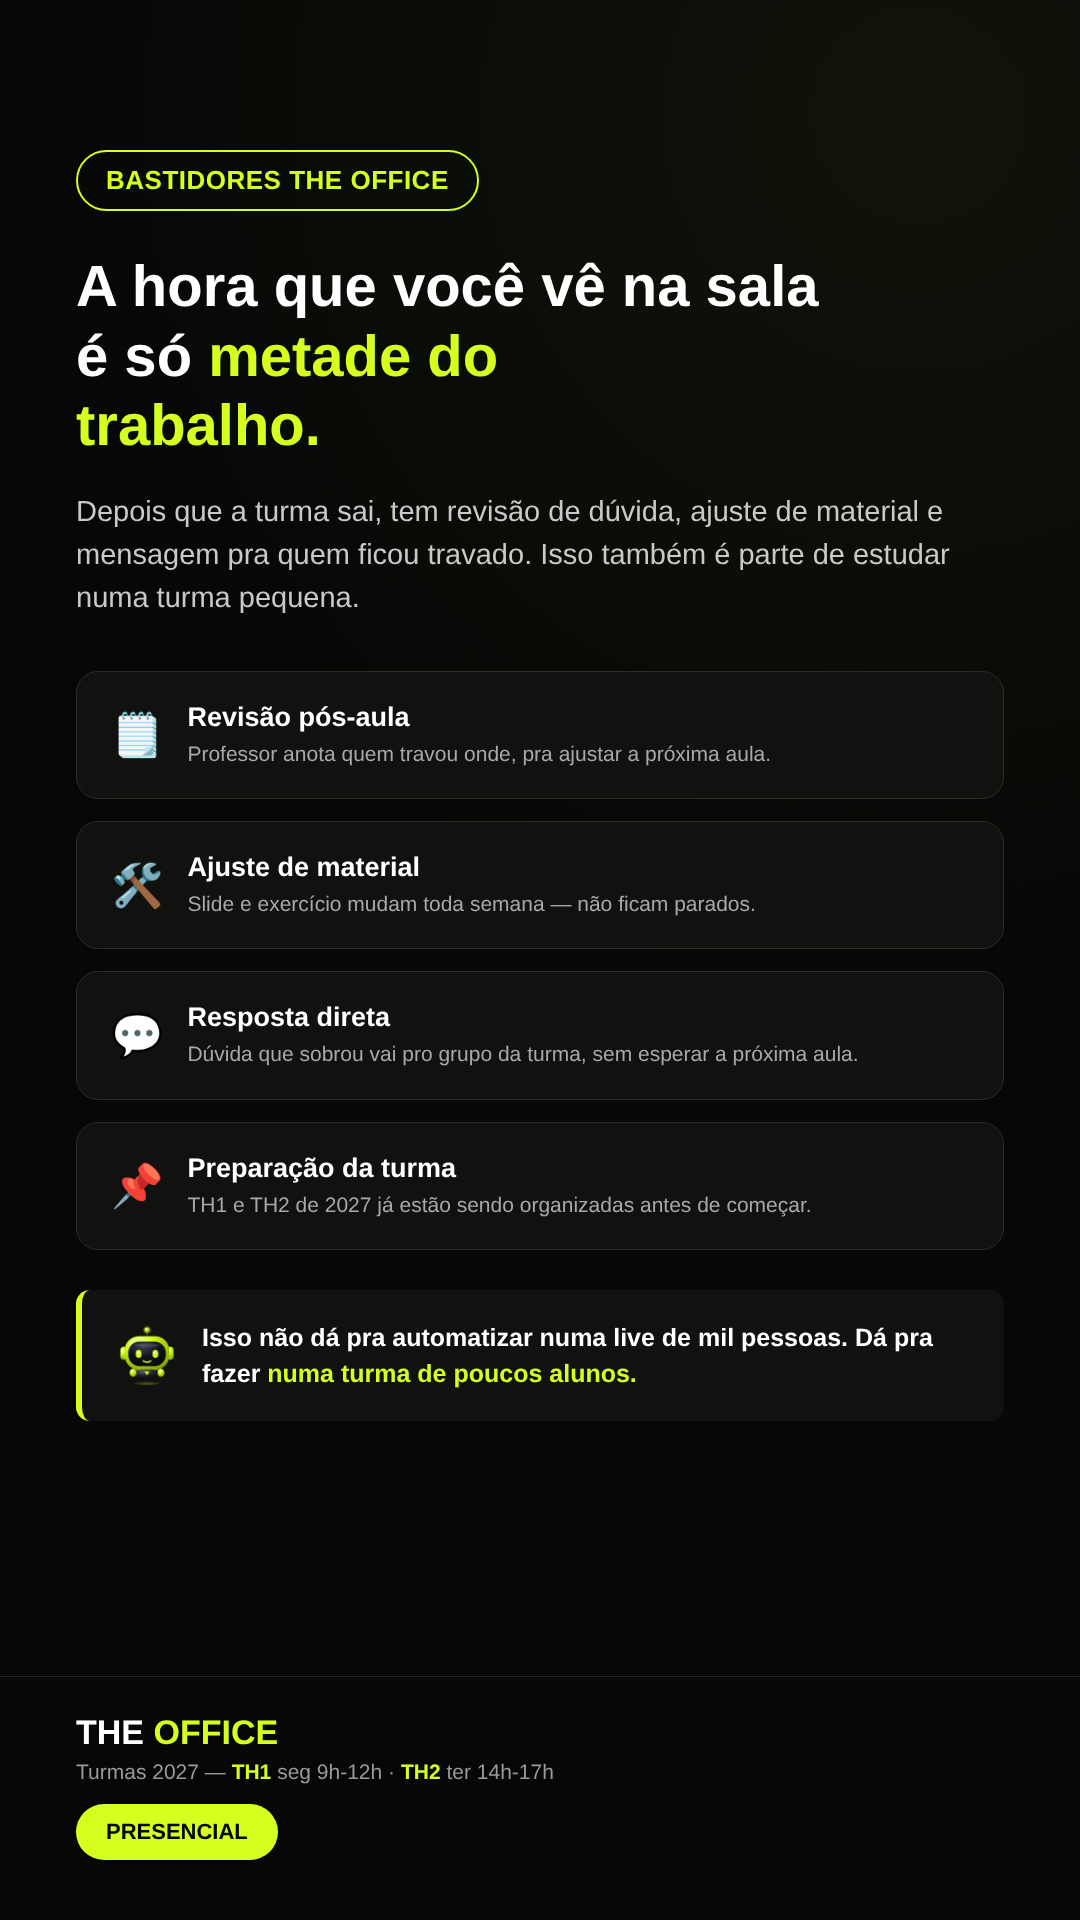 BASTIDORES THE OFFICE
A hora que você vê na sala
é só metade do
trabalho.
Depois que a turma sai, tem revisão de dúvida, ajuste de material e
mensagem pra quem ficou travado. Isso também é parte de estudar
numa turma pequena.
Revisão pós-aula
Professor anota quem travou onde, pra ajustar a próxima aula.
Ajuste de material
Slide e exercício mudam toda semana — não ficam parados.
Resposta direta
Dúvida que sobrou vai pro grupo da turma, sem esperar a próxima aula.
Preparação da turma
TH1 e TH2 de 2027 já estão sendo organizadas antes de começar.
Isso não dá pra automatizar numa live de mil pessoas. Dá pra
fazer numa turma de poucos alunos.
THE OFFICE
Turmas 2027 — TH1 seg 9h-12h · TH2 ter 14h-17h
PRESENCIAL